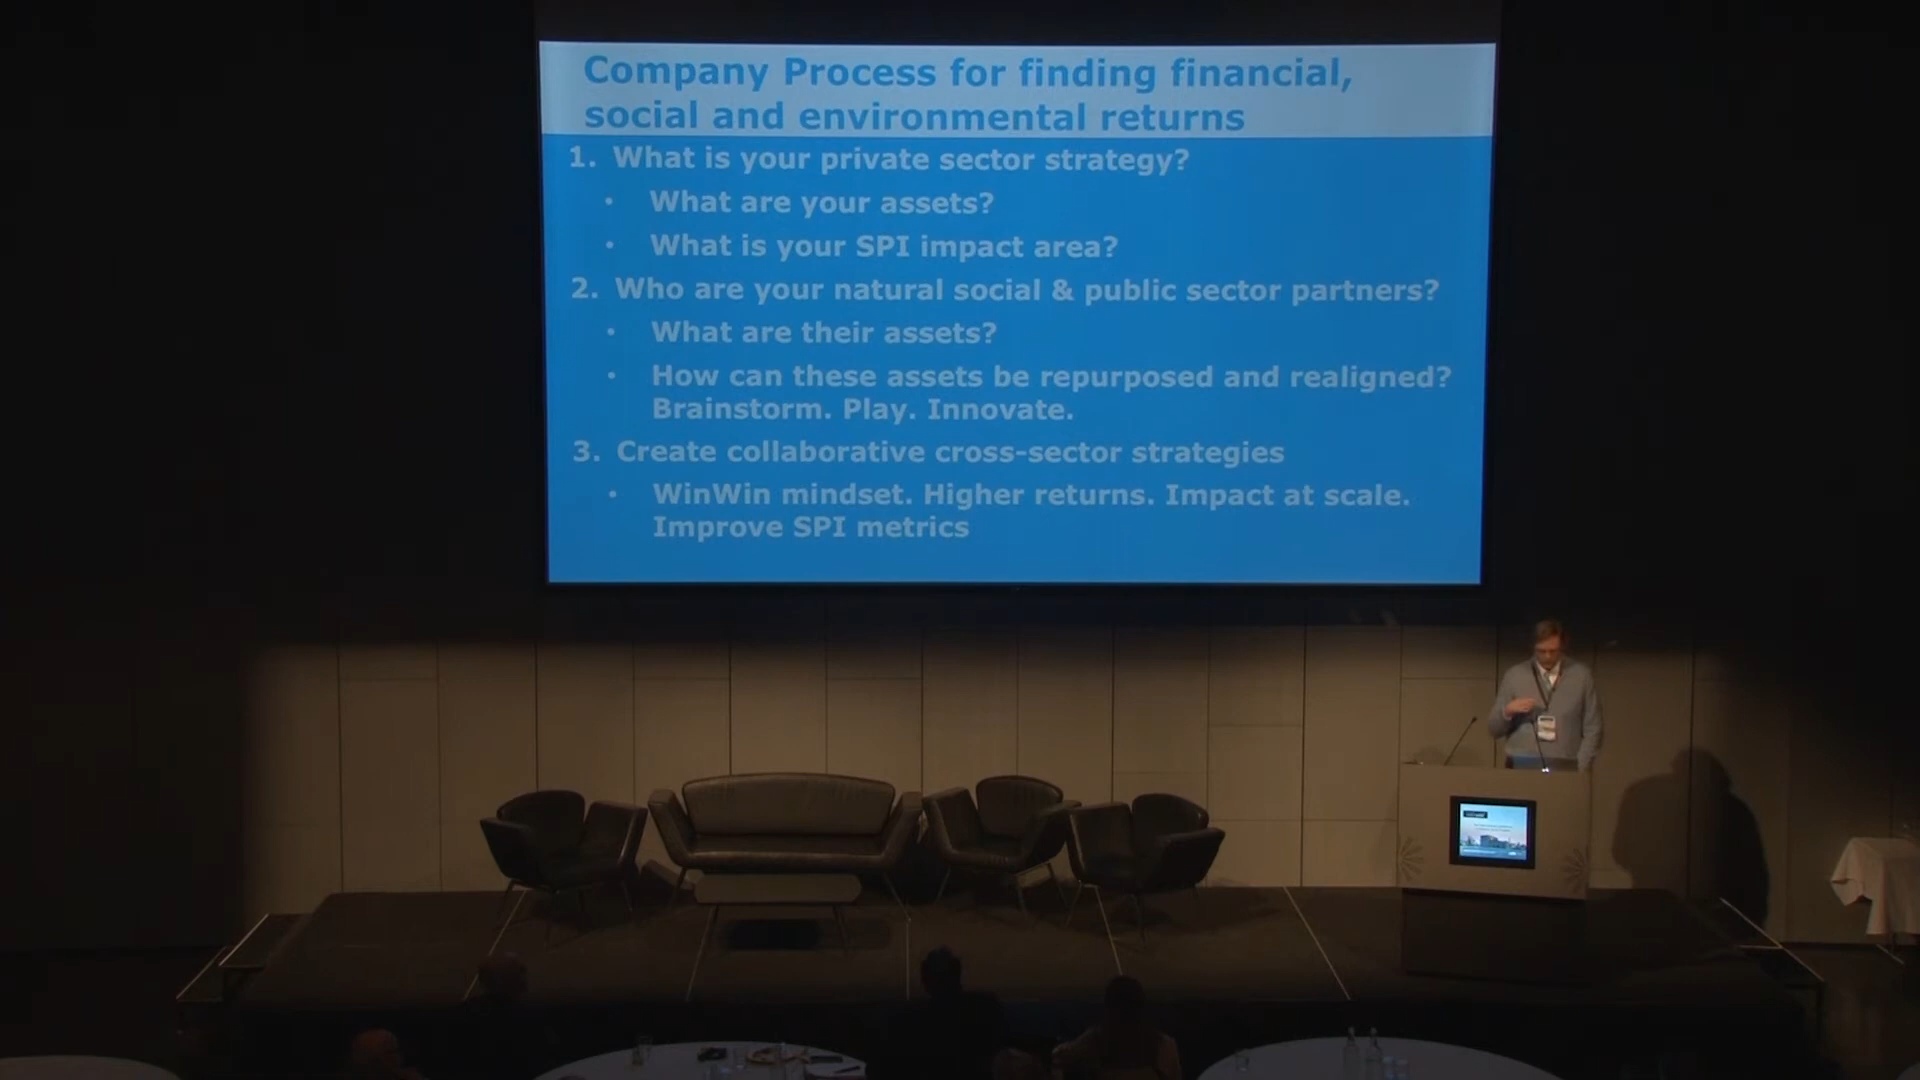 Company Process for finding financial,
social and environmental returns
1. What is your private sector strategy?
• What are your assets?
• What is your SPI impact area?
2. Who are your natural social & public sector partners?
• What are their assets?
• How can these assets be repurposed and realigned?
Brainstorm. Play. Innovate.
3. Create collaborative cross-sector strategies
• WinWin mindset. Higher returns. Impact at scale.
Improve SPI metrics